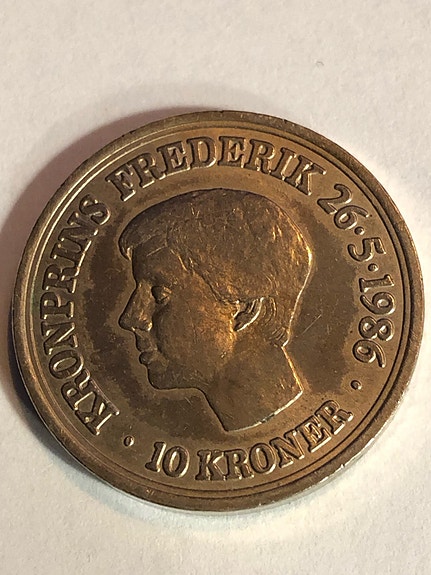 KRONPRINS FREDERIK 26·5·1986 ·
10 KRONER ·